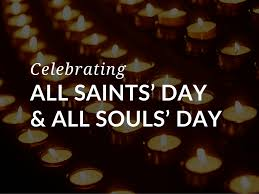 Celebrating
ALL SAINTS’ DAY
& ALL SOULS’ DAY